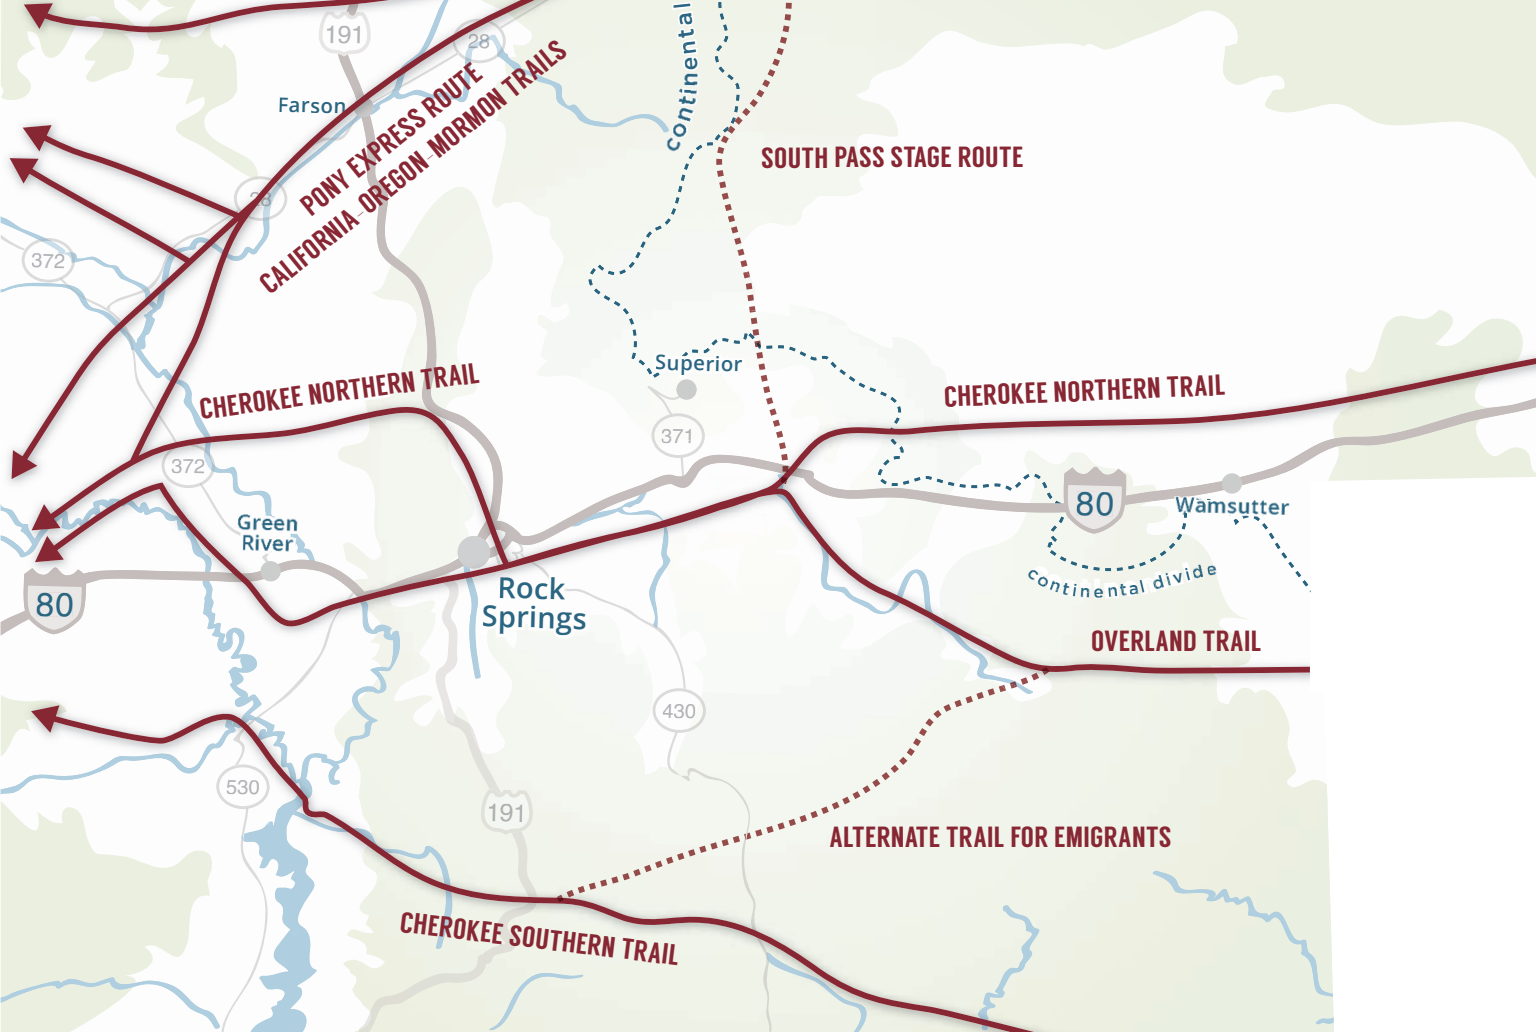 191
28
continental
Farson
PONY EXPRESS ROUTE
CALIFORNIA-OREGON-MORMON TRAILS
SOUTH PASS STAGE ROUTE
28
372
Superior
CHEROKEE NORTHERN TRAIL
CHEROKEE NORTHERN TRAIL
371
372
80
Wamsutter
Green
River
continental divide
80
Rock
Springs
OVERLAND TRAIL
430
530
191
ALTERNATE TRAIL FOR EMIGRANTS
CHEROKEE SOUTHERN TRAIL